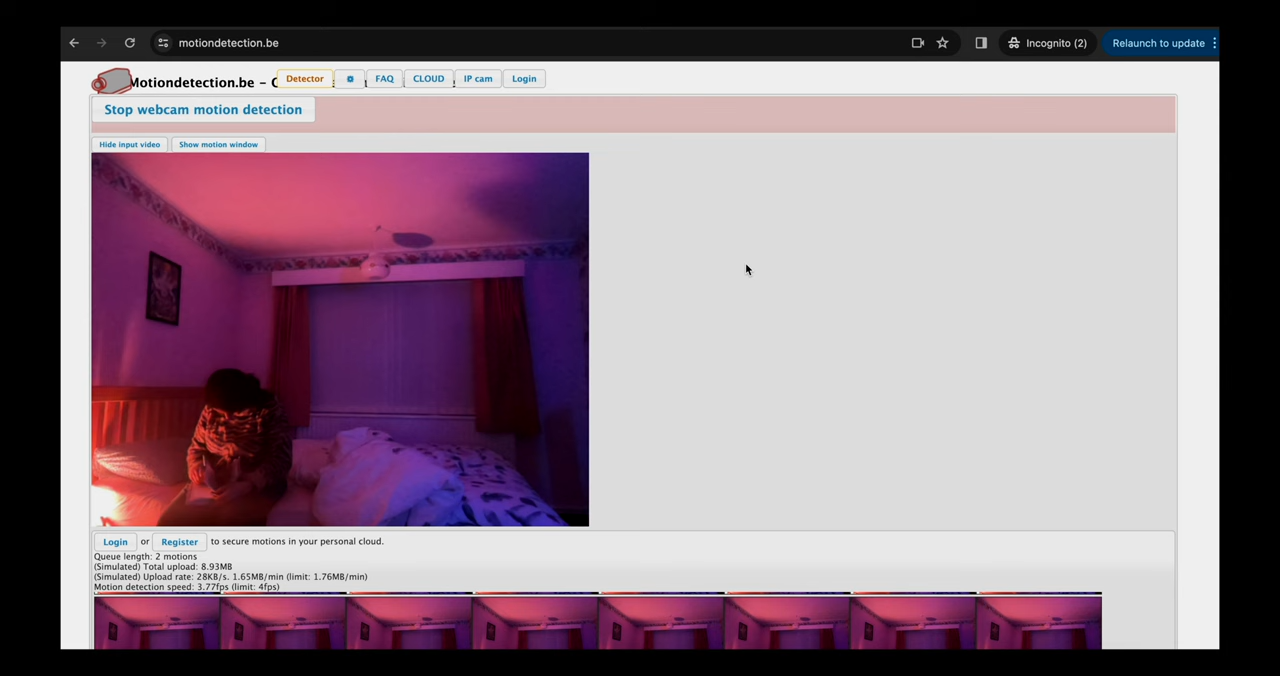 motiondetection.be
Incognito (2)
Relaunch to update
Motiondetection.be – 
Detector
FAQ
CLOUD
IP cam
Login
Stop webcam motion detection
Hide input video
Show motion window
Login or Register to secure motions in your personal cloud.
Queue length: 2 motions
(Simulated) Total upload: 8.93MB
(Simulated) Upload rate: 28KB/s. 1.65MB/min (limit: 1.76MB/min)
Motion detection speed: 3.77fps (limit: 4fps)